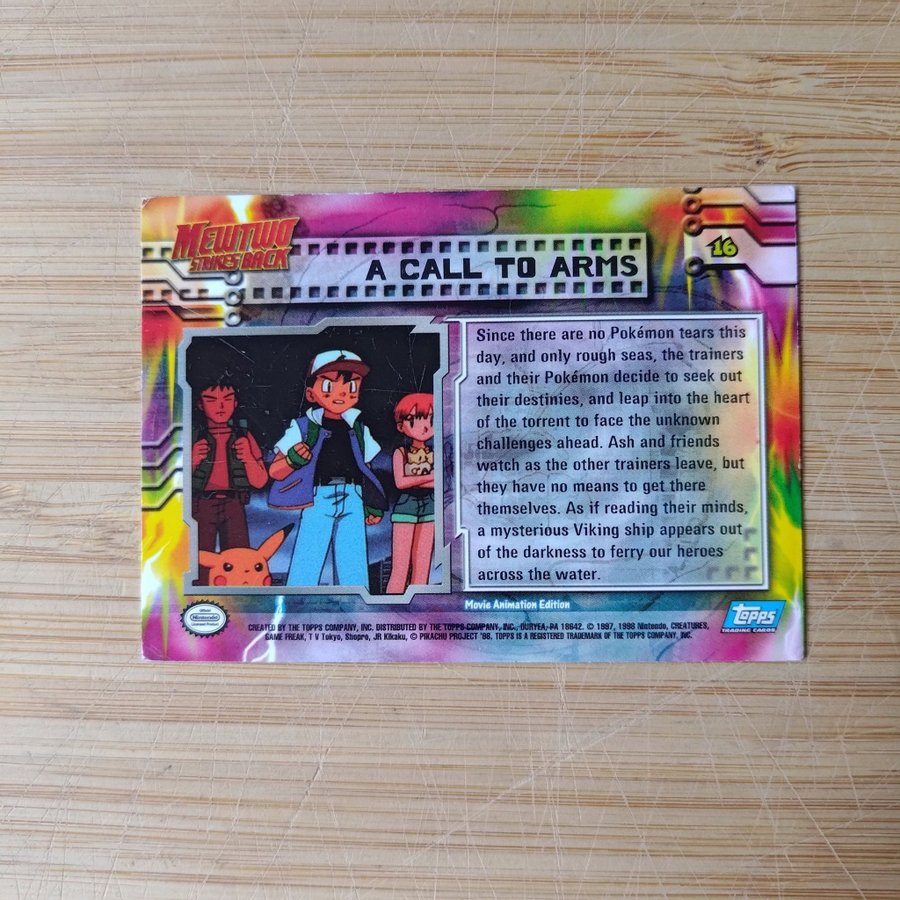 MEWTWO
STRIKES BACK
A CALL TO ARMS
16
Since there are no Pokémon tears this
day, and only rough seas, the trainers
and their Pokémon decide to seek out
their destinies, and leap into the heart
of the torrent to face the unknown
challenges ahead. Ash and friends
watch as the other trainers leave, but
they have no means to get there
themselves. As if reading their minds,
a mysterious Viking ship appears out
of the darkness to ferry our heroes
across the water.
Movie Animation Edition
Official
Nintendo
Licensed Product
CREATED BY THE TOPPS COMPANY, INC. DISTRIBUTED BY THE TOPPS COMPANY, INC., DURYEA, PA 18642. © 1997, 1998 Nintendo, CREATURES,
GAME FREAK, TV Tokyo, Shopro, JR Kikaku, © PIKACHU PROJECT '98. TOPPS IS A REGISTERED TRADEMARK OF THE TOPPS COMPANY, INC.
Topps
TRADING CARDS